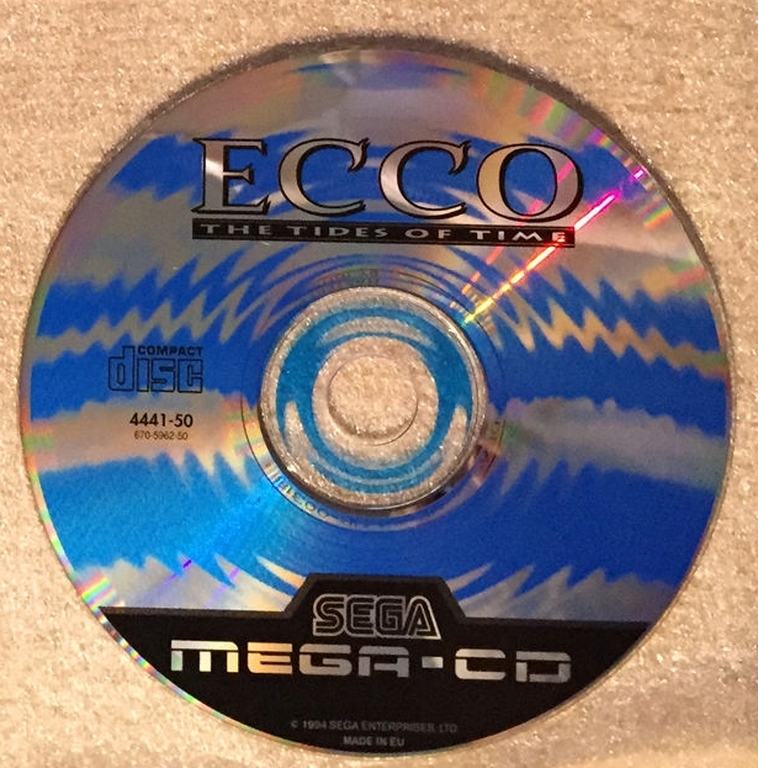 ECCO
THE TIDES OF TIME
COMPACT
disc
4441-50
670-5962-50
SEGA
MEGA-CD
© 1994 SEGA ENTERPRISES, LTD.
MADE IN EU